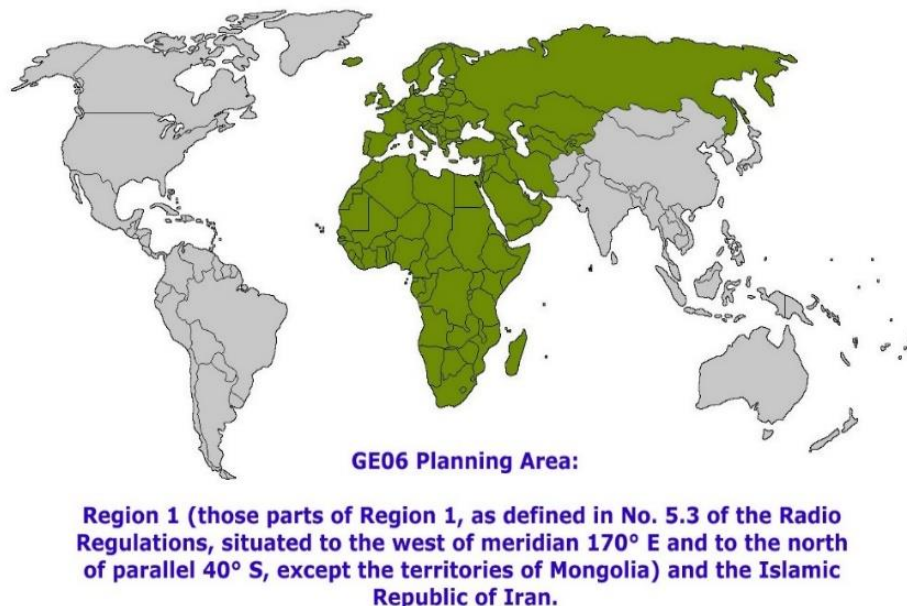 GE06 Planning Area:
Region 1 (those parts of Region 1, as defined in No. 5.3 of the Radio
Regulations, situated to the west of meridian 170° E and to the north
of parallel 40° S, except the territories of Mongolia) and the Islamic
Republic of Iran.